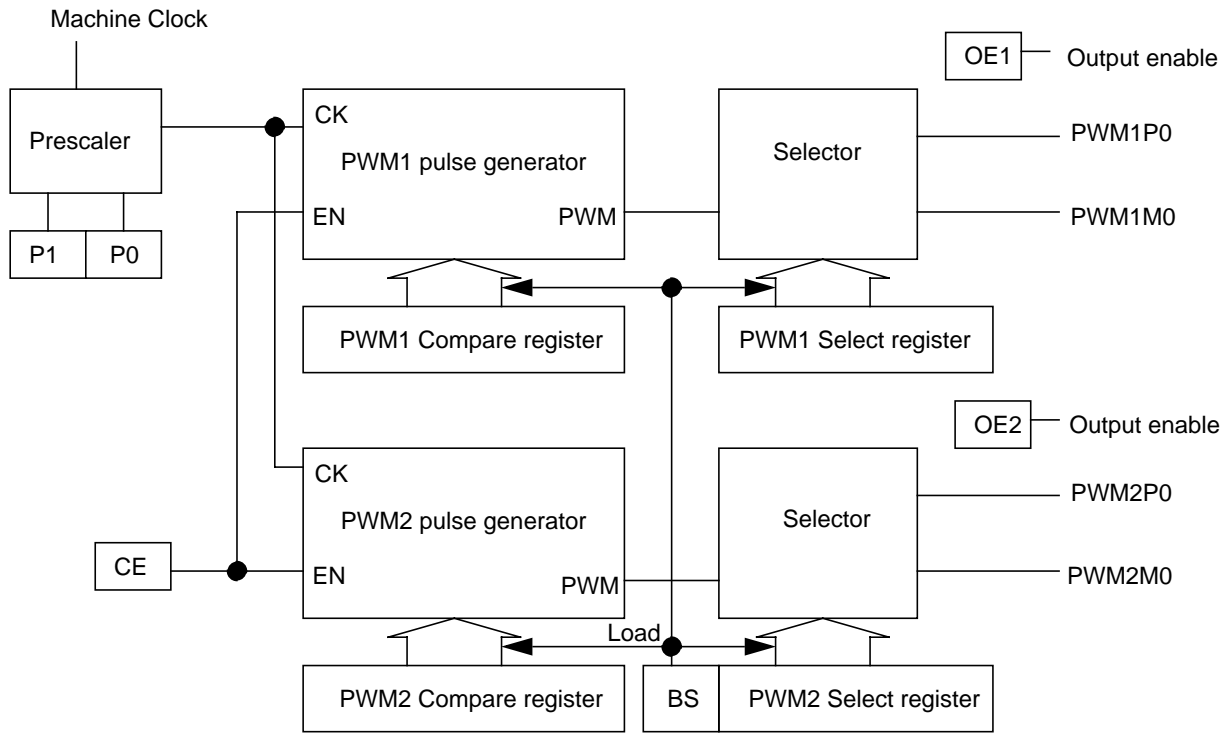 Machine Clock
OE1
Output enable
Prescaler
CK
PWM1 pulse generator
EN
PWM
Selector
PWM1P0
PWM1M0
P1
P0
PWM1 Compare register
PWM1 Select register
OE2
Output enable
CK
PWM2 pulse generator
EN
PWM
Selector
PWM2P0
PWM2M0
CE
Load
PWM2 Compare register
BS
PWM2 Select register